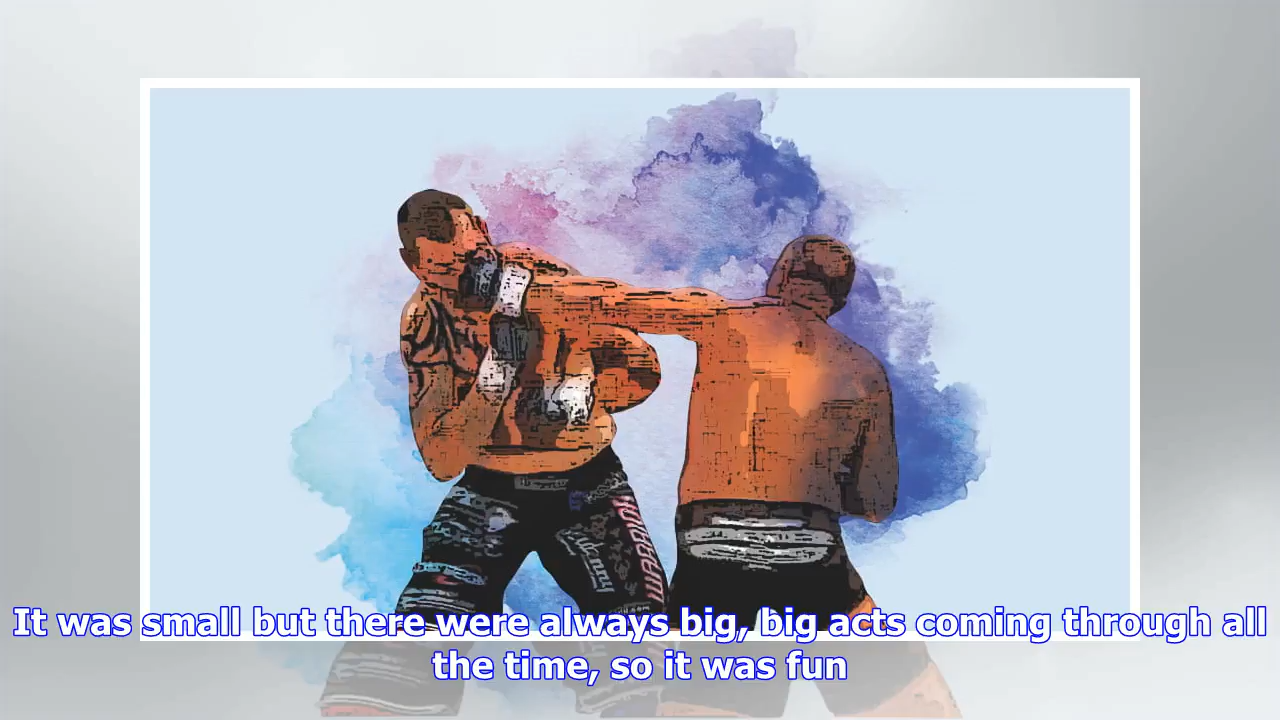 It was small but there were always big, big acts coming through all
the time, so it was fun